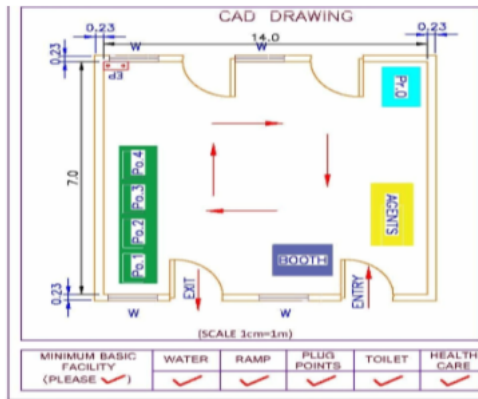 CAD DRAWING
0.23
14.0
0.23
0.23
W
W
Pr.O
7.0
Po.4
Po.3
Po.2
Po.1
AGENTS
BOOTH
EXIT
ENTRY
0.23
W
W
(SCALE 1cm=1m)
MINIMUM BASIC FACILITY (PLEASE ✓)
WATER
RAMP
PLUG POINTS
TOILET
HEALTH CARE